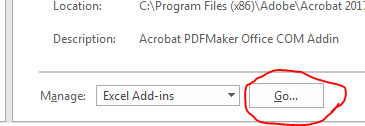 Location: C:\Program Files (x86)\Adobe\Acrobat 2017
Description: Acrobat PDFMaker Office COM Addin
Manage: Excel Add-ins Go...